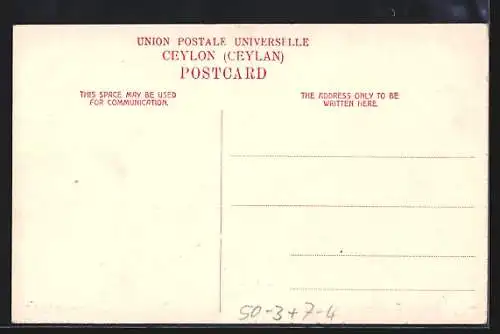 UNION POSTALE UNIVERSELLE
CEYLON (CEYLAN)
POSTCARD
THIS SPACE MAY BE USED
FOR COMMUNICATION.
THE ADDRESS ONLY TO BE
WRITTEN HERE.
50-3+7-4